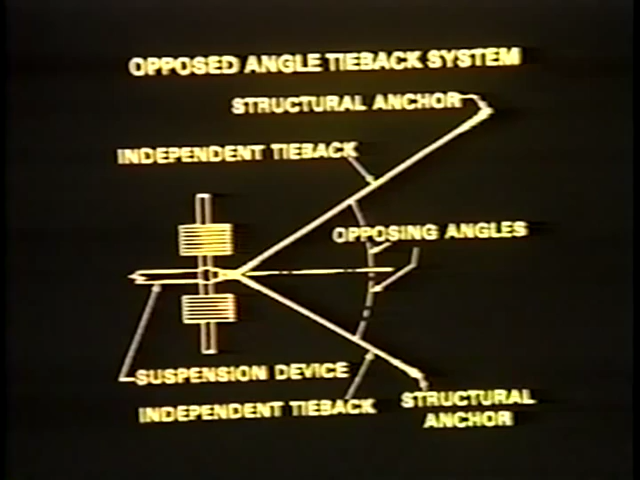 OPPOSED ANGLE TIEBACK SYSTEM
STRUCTURAL ANCHOR
INDEPENDENT TIEBACK
OPPOSING ANGLES
SUSPENSION DEVICE
INDEPENDENT TIEBACK
STRUCTURAL
ANCHOR